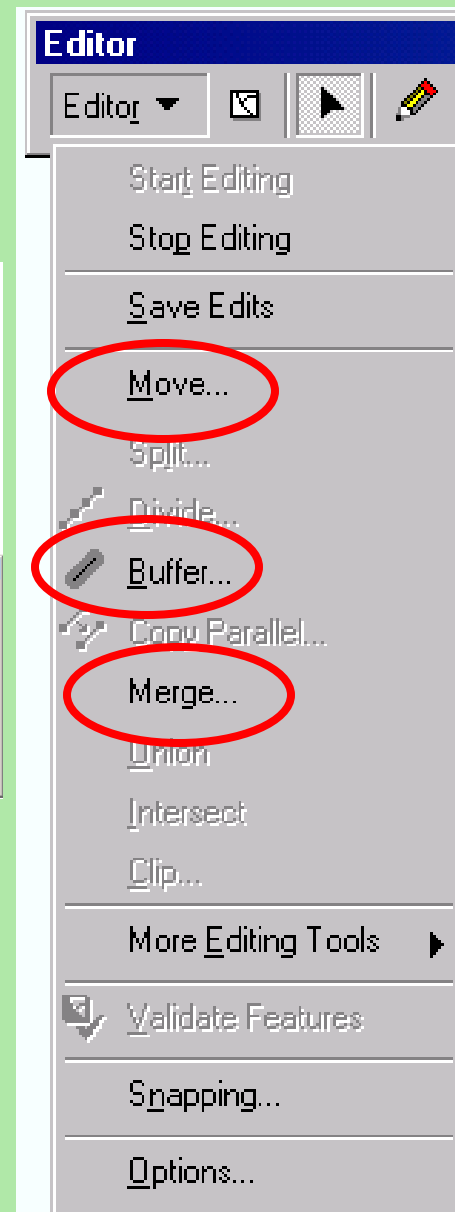 Editor
Editor
Start Editing
Stop Editing
Save Edits
Move...
Split...
Divide...
Buffer...
Copy Parallel...
Merge...
Union
Intersect
Clip...
More Editing Tools
Validate Features
Snapping...
Options...